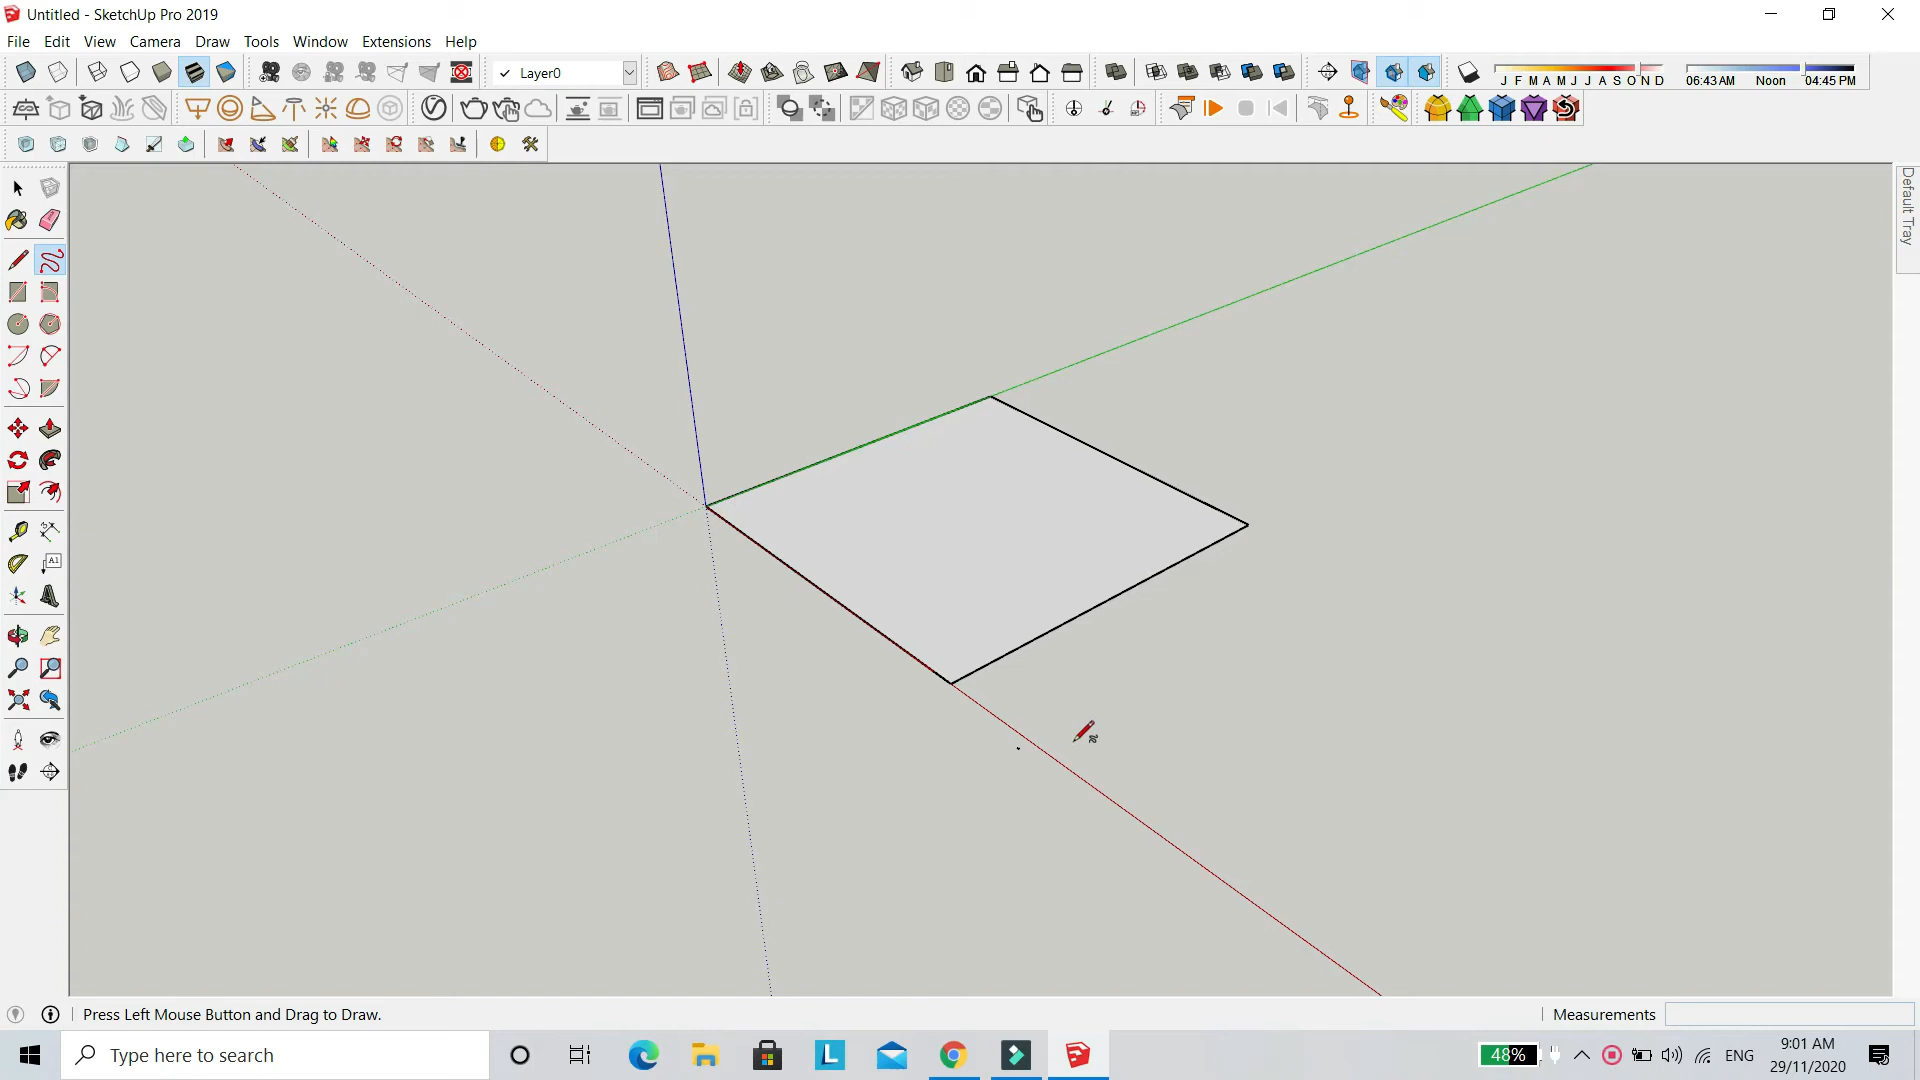 Untitled - SketchUp Pro 2019
File Edit View Camera Draw Tools Window Extensions Help
Layer0
J F M A M J J A S O N D
06:43 AM Noon 04:45 PM
A1
Default Tray
Press Left Mouse Button and Drag to Draw.
Measurements
Type here to search
L
48%
ENG
9:01 AM
29/11/2020